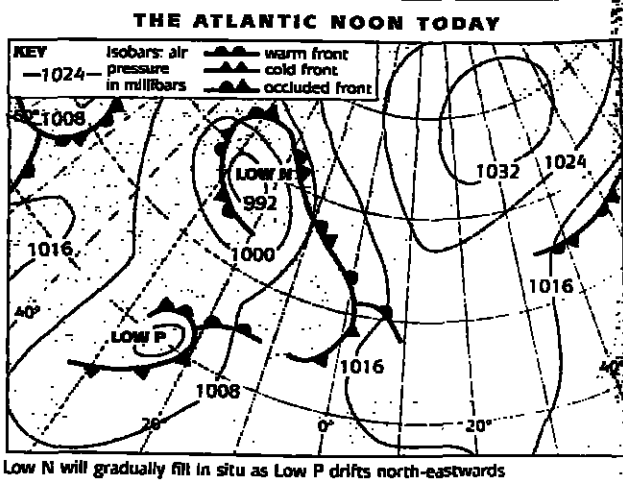 THE ATLANTIC NOON TODAY
KEY
Isobars: air
pressure
in millibars
—1024—
warm front
cold front
occluded front
1008
LOW N
992
1000
1032
1024
1016
1016
40°
LOW P
1008
1016
40°
20°
0°
20°
Low N will gradually fill in situ as Low P drifts north-eastwards